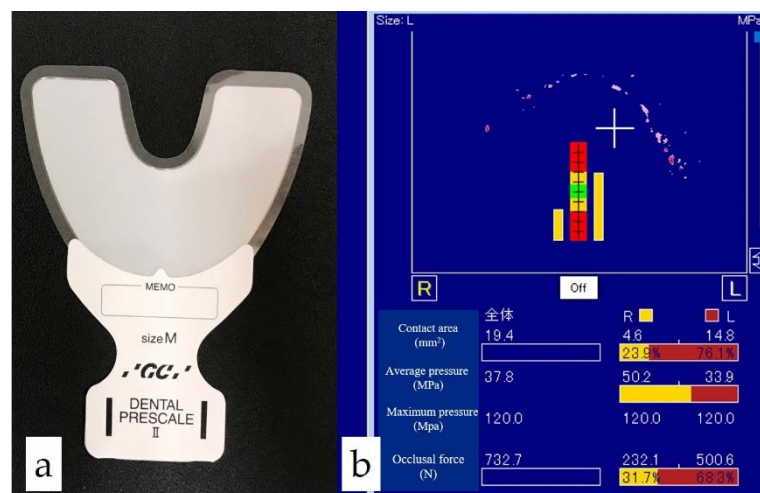 MEMO
size M
GC
DENTAL
PRESCALE
II
a
Size: L
MPa
R
Off
L
全体
R
L
Contact area
(mm²)
19.4
4.6
14.8
23.9%
76.1%
Average pressure
(MPa)
37.8
50.2
33.9
Maximum pressure
(Mpa)
120.0
120.0
120.0
Occlusal force
(N)
732.7
232.1
500.6
31.7%
68.3%
b